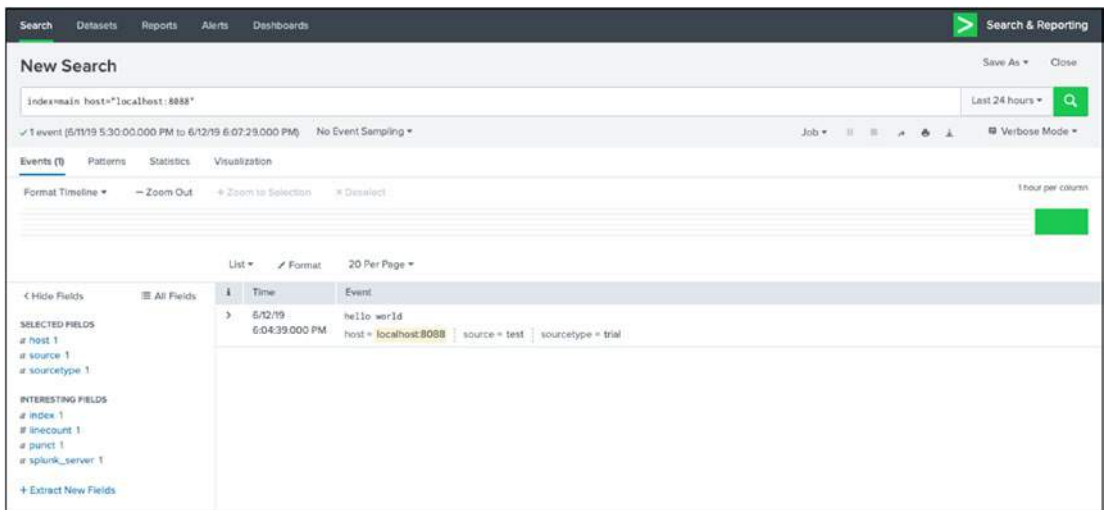 Search Datasets Reports Alerts Dashboards Search & Reporting
New Search Save As Close
index=main host="localhost:8088" Last 24 hours
✓ 1 event (6/11/19 5:30:00.000 PM to 6/12/19 6:07:29.000 PM) No Event Sampling Job Verbose Mode
Events (1) Patterns Statistics Visualization
Format Timeline – Zoom Out + Zoom to Selection × Deselect 1 hour per column
List Format 20 Per Page
< Hide Fields All Fields i Time Event
SELECTED FIELDS
a host 1
a source 1
a sourcetype 1
INTERESTING FIELDS
a index 1
# linecount 1
a punct 1
a splunk_server 1
+ Extract New Fields
> 6/12/19 hello world
6:04:39.000 PM host = localhost:8088 source = test sourcetype = trial